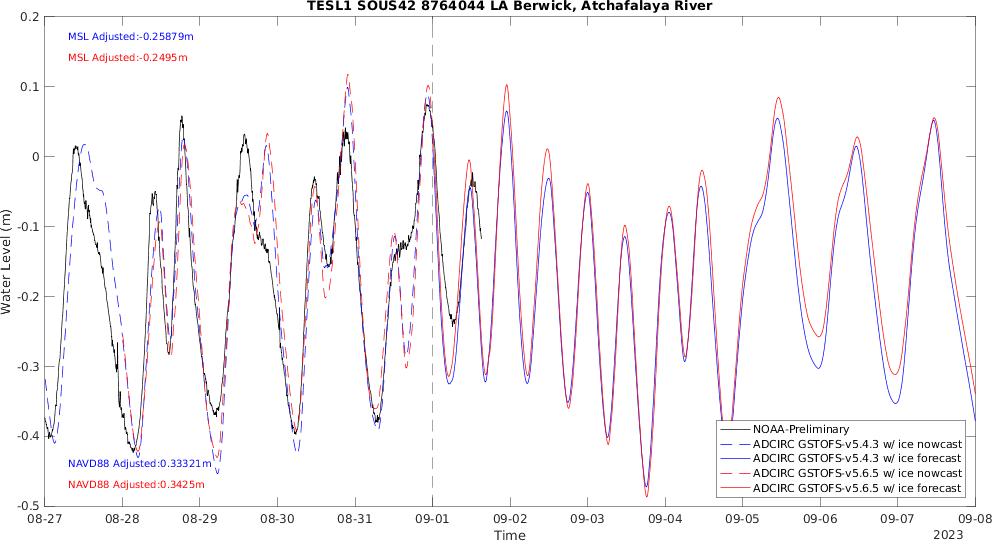 TESL1 SOUS42 8764044 LA Berwick, Atchafalaya River
0.2
MSL Adjusted:-0.25879m
MSL Adjusted:-0.2495m
0.1
0
-0.1
Water Level (m)
-0.2
-0.3
-0.4
NOAA-Preliminary
ADCIRC GSTOFS-v5.4.3 w/ ice nowcast
ADCIRC GSTOFS-v5.4.3 w/ ice forecast
ADCIRC GSTOFS-v5.6.5 w/ ice nowcast
ADCIRC GSTOFS-v5.6.5 w/ ice forecast
NAVD88 Adjusted:0.33321m
NAVD88 Adjusted:0.3425m
-0.5
08-27 08-28 08-29 08-30 08-31 09-01 09-02 09-03 09-04 09-05 09-06 09-07 09-08
Time
2023